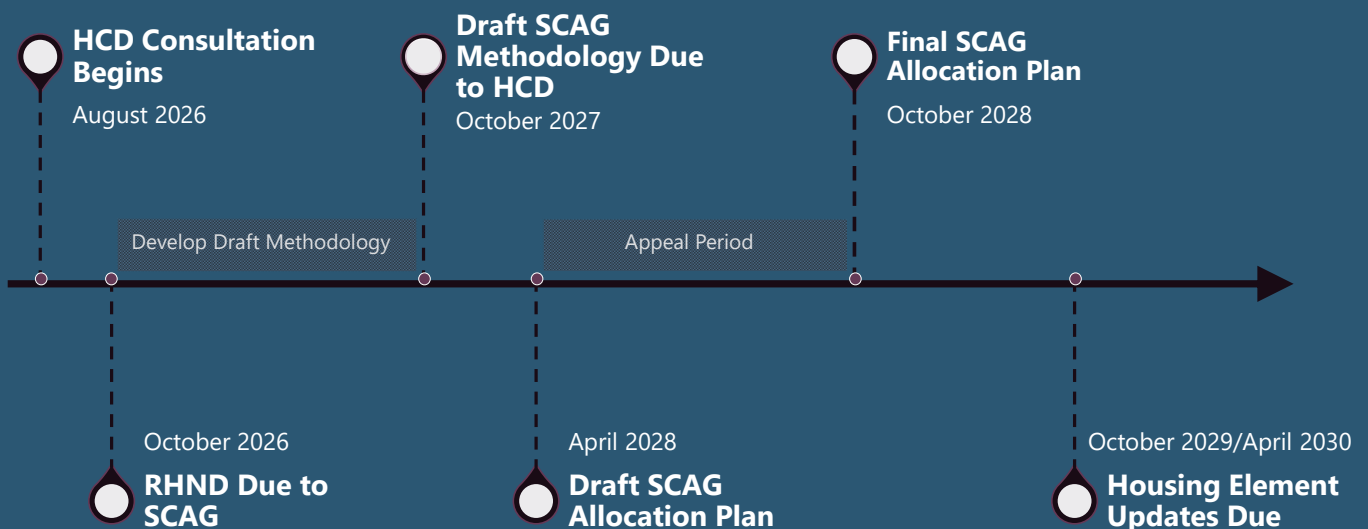 HCD Consultation
Begins
August 2026
Draft SCAG
Methodology Due
to HCD
October 2027
Final SCAG
Allocation Plan
October 2028
Develop Draft Methodology
Appeal Period
October 2026
RHND Due to
SCAG
April 2028
Draft SCAG
Allocation Plan
October 2029/April 2030
Housing Element
Updates Due